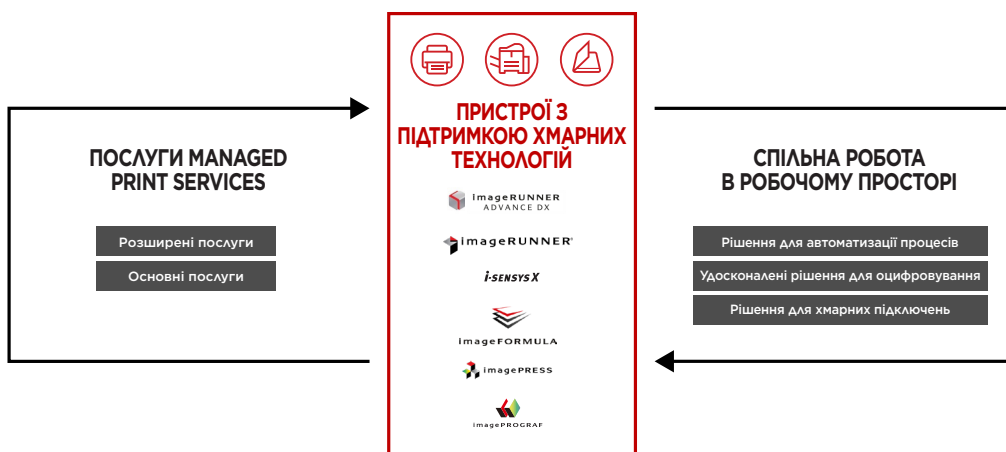 ПОСЛУГИ MANAGED
PRINT SERVICES
Розширені послуги
Основні послуги
ПРИСТРОЇ З
ПІДТРИМКОЮ ХМАРНИХ
ТЕХНОЛОГІЙ
imageRUNNER
ADVANCE DX
imageRUNNER®
i-SENSYS X
imageFORMULA
imagePRESS
imagePROGRAF
СПІЛЬНА РОБОТА
В РОБОЧОМУ ПРОСТОРІ
Рішення для автоматизації процесів
Удосконалені рішення для оцифровування
Рішення для хмарних підключень